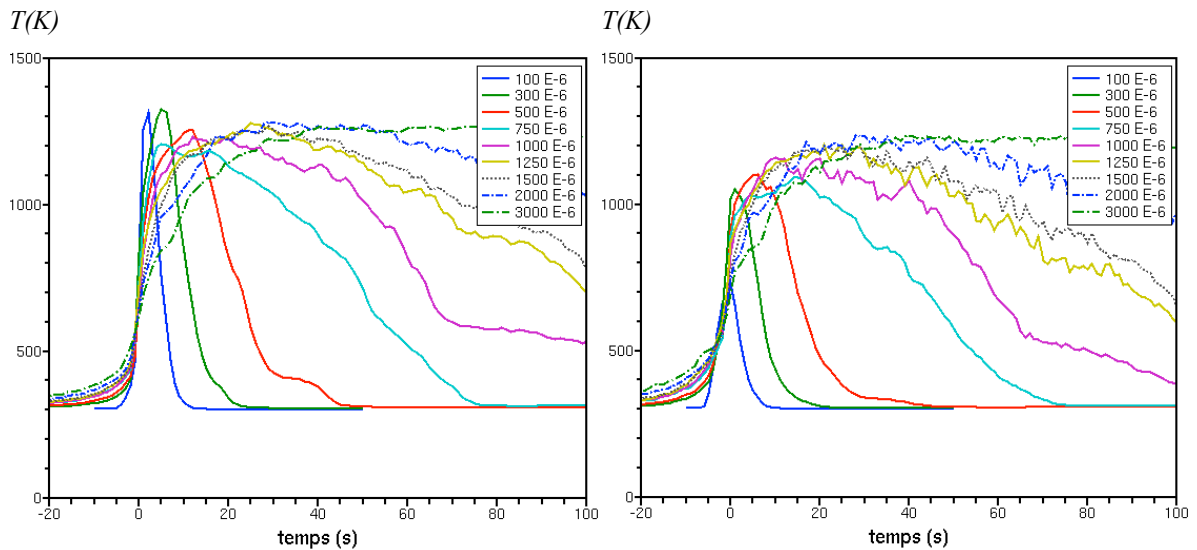 T(K)
1500
1000
500
0
-20
0
20
40
60
80
100
temps (s)
100 E-6
300 E-6
500 E-6
750 E-6
1000 E-6
1250 E-6
1500 E-6
2000 E-6
3000 E-6
T(K)
1500
1000
500
0
-20
0
20
40
60
80
100
temps (s)
100 E-6
300 E-6
500 E-6
750 E-6
1000 E-6
1250 E-6
1500 E-6
2000 E-6
3000 E-6